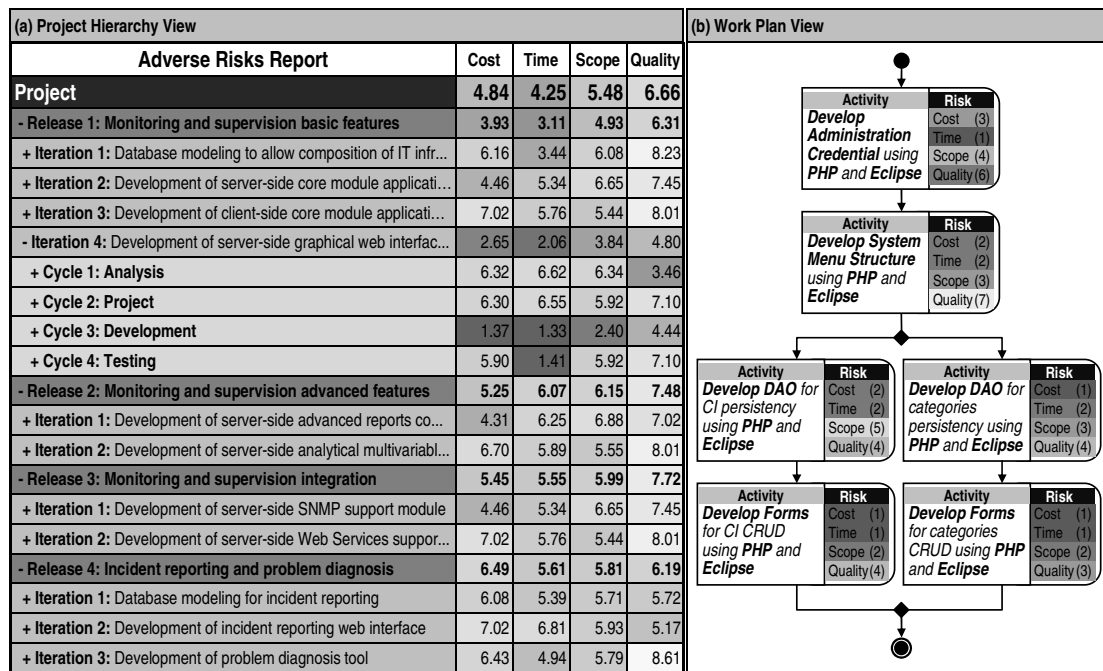 (a) Project Hierarchy View
Adverse Risks Report Cost Time Scope Quality
Project 4.84 4.25 5.48 6.66
- Release 1: Monitoring and supervision basic features 3.93 3.11 4.93 6.31
+ Iteration 1: Database modeling to allow composition of IT infr... 6.16 3.44 6.08 8.23
+ Iteration 2: Development of server-side core module applicati... 4.46 5.34 6.65 7.45
+ Iteration 3: Development of client-side core module applicati... 7.02 5.76 5.44 8.01
- Iteration 4: Development of server-side graphical web interfac... 2.65 2.06 3.84 4.80
+ Cycle 1: Analysis 6.32 6.62 6.34 3.46
+ Cycle 2: Project 6.30 6.55 5.92 7.10
+ Cycle 3: Development 1.37 1.33 2.40 4.44
+ Cycle 4: Testing 5.90 1.41 5.92 7.10
- Release 2: Monitoring and supervision advanced features 5.25 6.07 6.15 7.48
+ Iteration 1: Development of server-side advanced reports co... 4.31 6.25 6.88 7.02
+ Iteration 2: Development of server-side analytical multivariabl... 6.70 5.89 5.55 8.01
- Release 3: Monitoring and supervision integration 5.45 5.55 5.99 7.72
+ Iteration 1: Development of server-side SNMP support module 4.46 5.34 6.65 7.45
+ Iteration 2: Development of server-side Web Services suppor... 7.02 5.76 5.44 8.01
- Release 4: Incident reporting and problem diagnosis 6.49 5.61 5.81 6.19
+ Iteration 1: Database modeling for incident reporting 6.08 5.39 5.71 5.72
+ Iteration 2: Development of incident reporting web interface 7.02 6.81 5.93 5.17
+ Iteration 3: Development of problem diagnosis tool 6.43 4.94 5.79 8.61
(b) Work Plan View
Activity Risk
Develop Cost (3)
Administration Time (1)
Credential using Scope (4)
PHP and Eclipse Quality (6)
Activity Risk
Develop System Cost (2)
Menu Structure Time (2)
using PHP and Scope (3)
Eclipse Quality (7)
Activity Risk
Develop DAO for Cost (2)
CI persistency Time (2)
using PHP and Scope (5)
Eclipse Quality (4)
Activity Risk
Develop DAO for Cost (1)
categories Time (2)
persistency using Scope (3)
PHP and Eclipse Quality (4)
Activity Risk
Develop Forms Cost (1)
for CI CRUD Time (1)
using PHP and Scope (2)
Eclipse Quality (4)
Activity Risk
Develop Forms Cost (1)
for categories Time (1)
CRUD using PHP Scope (2)
and Eclipse Quality (3)